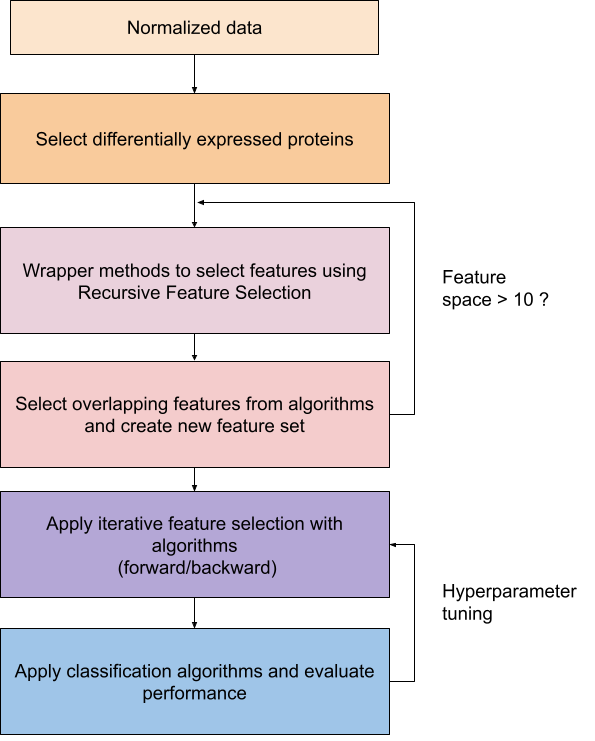 Normalized data
Select differentially expressed proteins
Wrapper methods to select features using
Recursive Feature Selection
Feature
space > 10 ?
Select overlapping features from algorithms
and create new feature set
Apply iterative feature selection with
algorithms
(forward/backward)
Hyperparameter
tuning
Apply classification algorithms and evaluate
performance